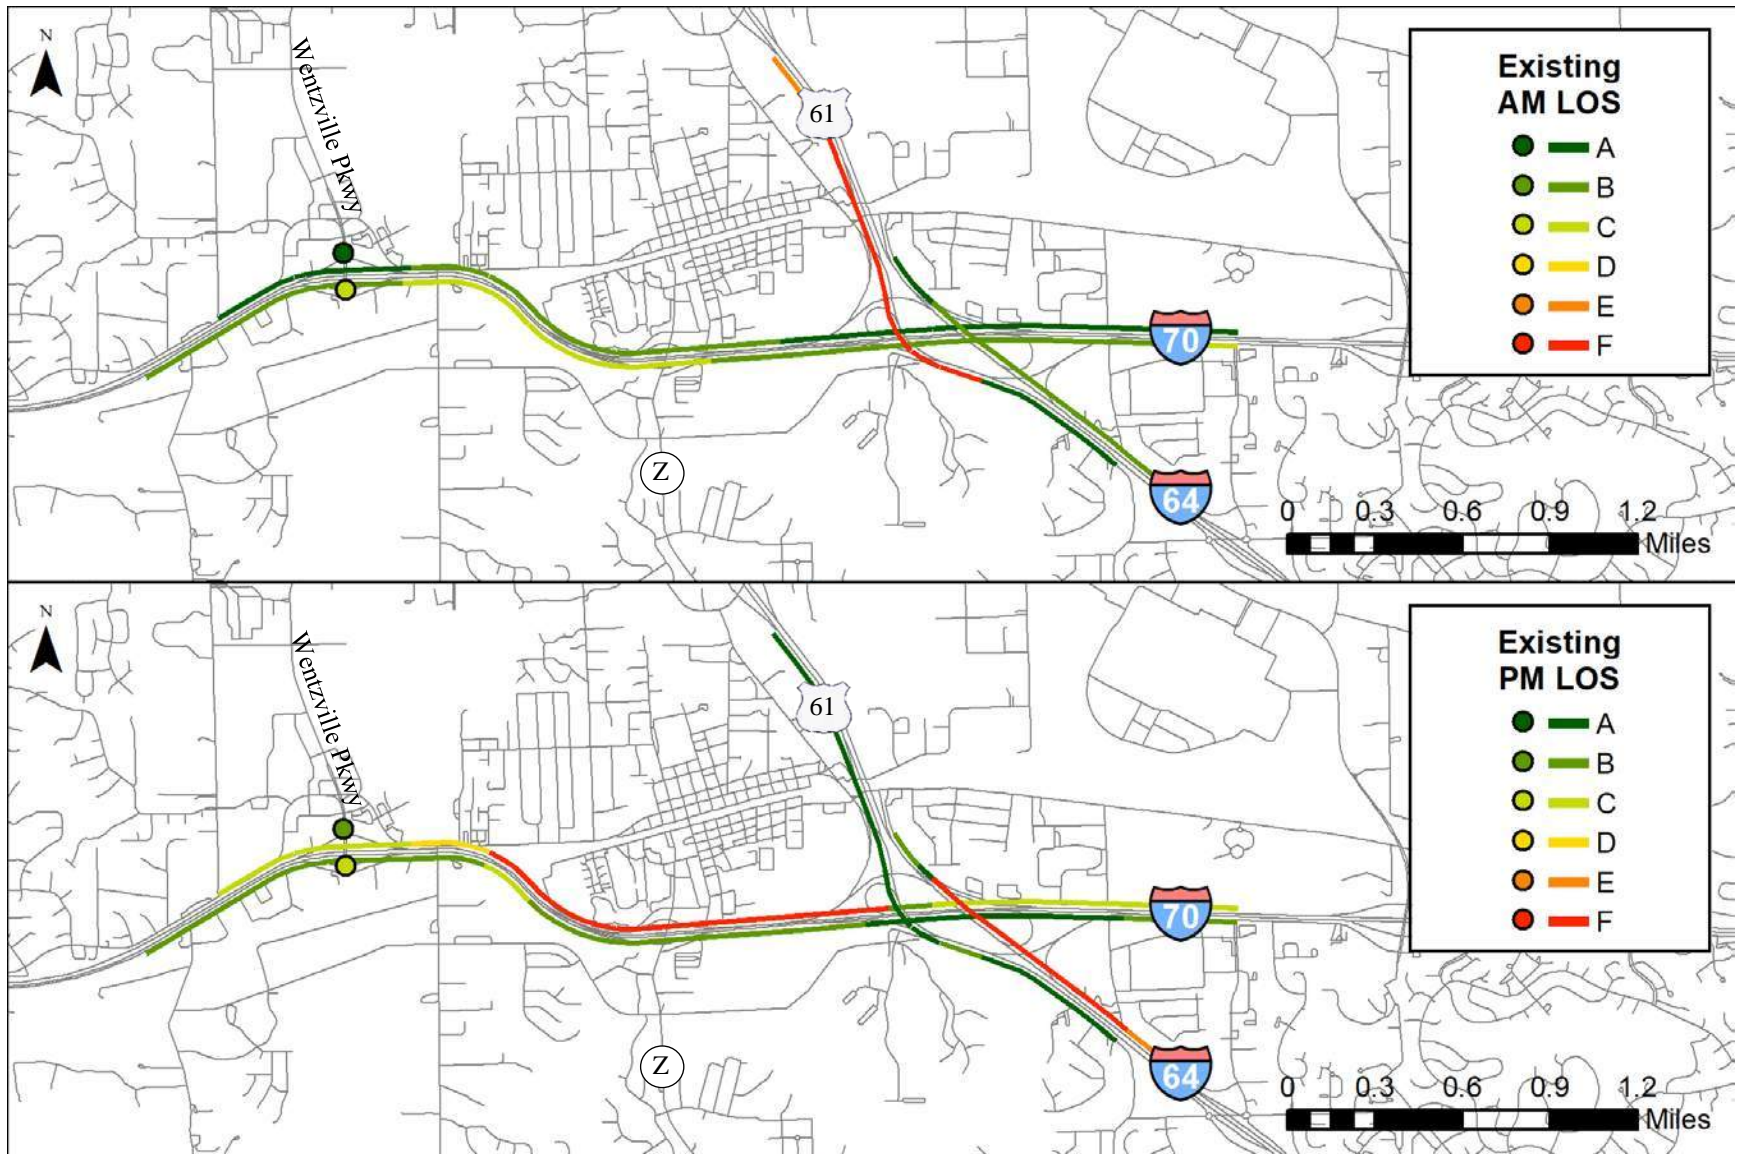 N
Wentzville Pkwy
61
Existing
AM LOS
A
B
C
D
E
F
70
Z
64
0 0.3 0.6 0.9 1.2
Miles
N
Wentzville Pkwy
61
Existing
PM LOS
A
B
C
D
E
F
70
Z
64
0 0.3 0.6 0.9 1.2
Miles